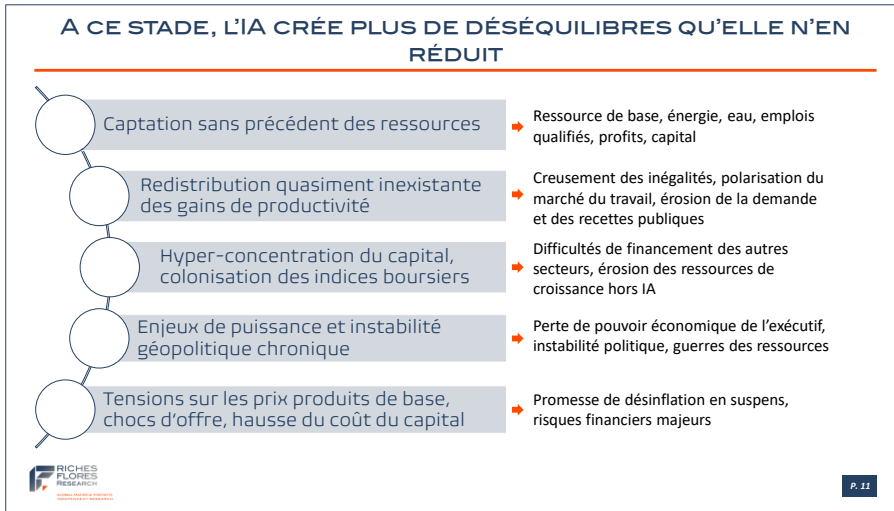 A CE STADE, L'IA CRÉE PLUS DE DÉSÉQUILIBRES QU'ELLE N'EN
RÉDUIT
Captation sans précédent des ressources
Ressource de base, énergie, eau, emplois
qualifiés, profits, capital
Redistribution quasiment inexistante
des gains de productivité
Creusement des inégalités, polarisation du
marché du travail, érosion de la demande
et des recettes publiques
Hyper-concentration du capital,
colonisation des indices boursiers
Difficultés de financement des autres
secteurs, érosion des ressources de
croissance hors IA
Enjeux de puissance et instabilité
géopolitique chronique
Perte de pouvoir économique de l'exécutif,
instabilité politique, guerres des ressources
Tensions sur les prix produits de base,
chocs d'offre, hausse du coût du capital
Promesse de désinflation en suspens,
risques financiers majeurs
RICHES
FLORES
RESEARCH
P. 11